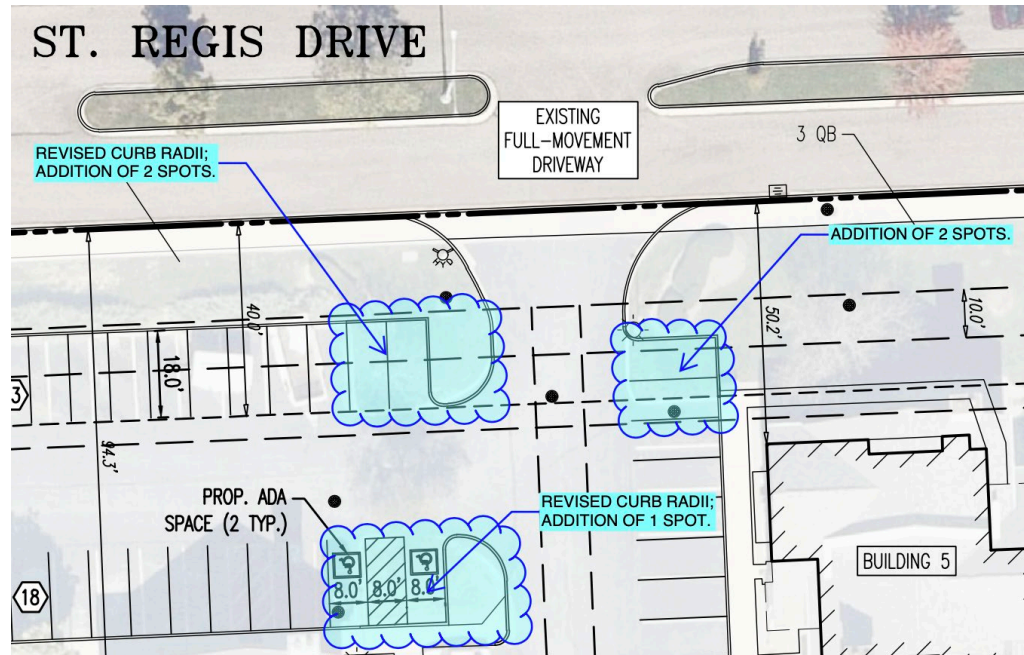 ST. REGIS DRIVE
EXISTING
FULL-MOVEMENT
DRIVEWAY
3 QB
REVISED CURB RADII;
ADDITION OF 2 SPOTS.
ADDITION OF 2 SPOTS.
40.0'
50.2'
10.0'
18.0'
3
94.3'
PROP. ADA
SPACE (2 TYP.)
REVISED CURB RADII;
ADDITION OF 1 SPOT.
BUILDING 5
8.0'
8.0'
8.0'
18